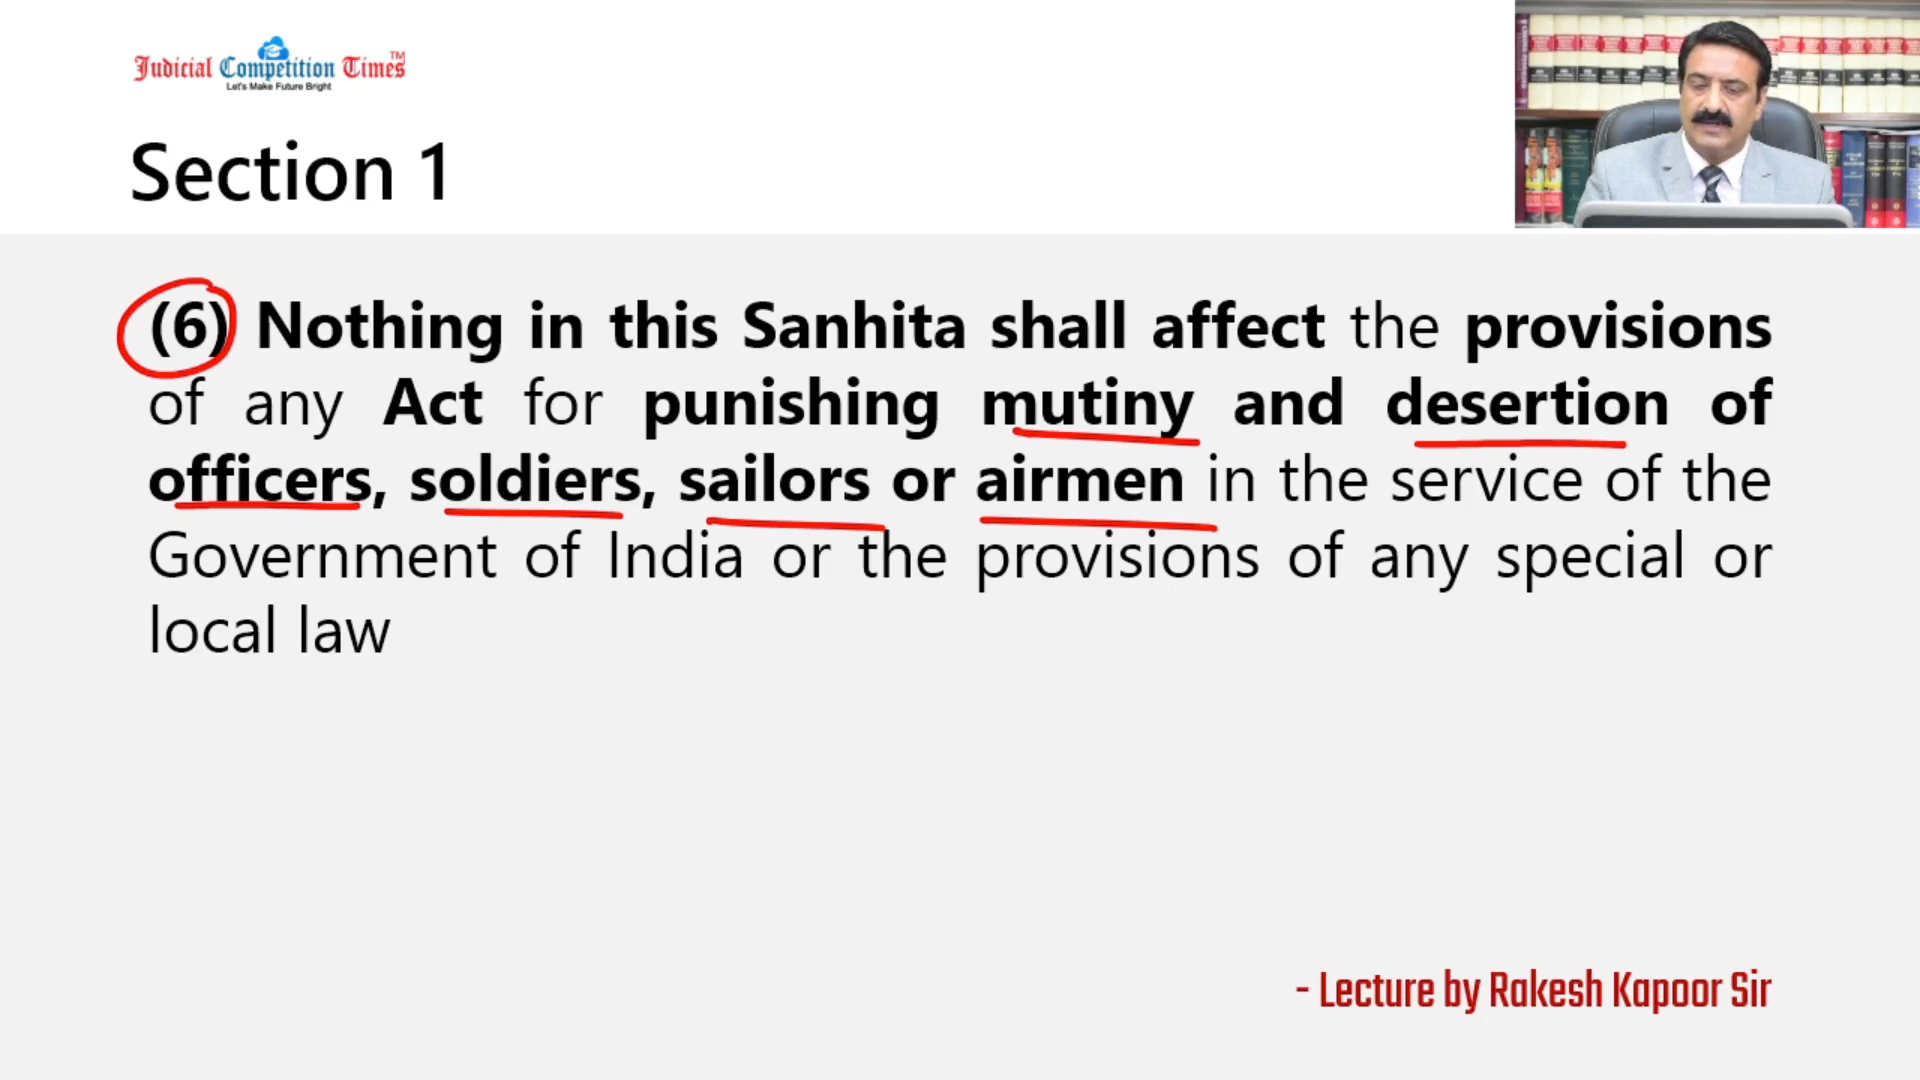 Judicial Competition Times TM
Let's Make Future Bright
Section 1
(6) Nothing in this Sanhita shall affect the provisions
of any Act for punishing mutiny and desertion of
officers, soldiers, sailors or airmen in the service of the
Government of India or the provisions of any special or
local law
- Lecture by Rakesh Kapoor Sir